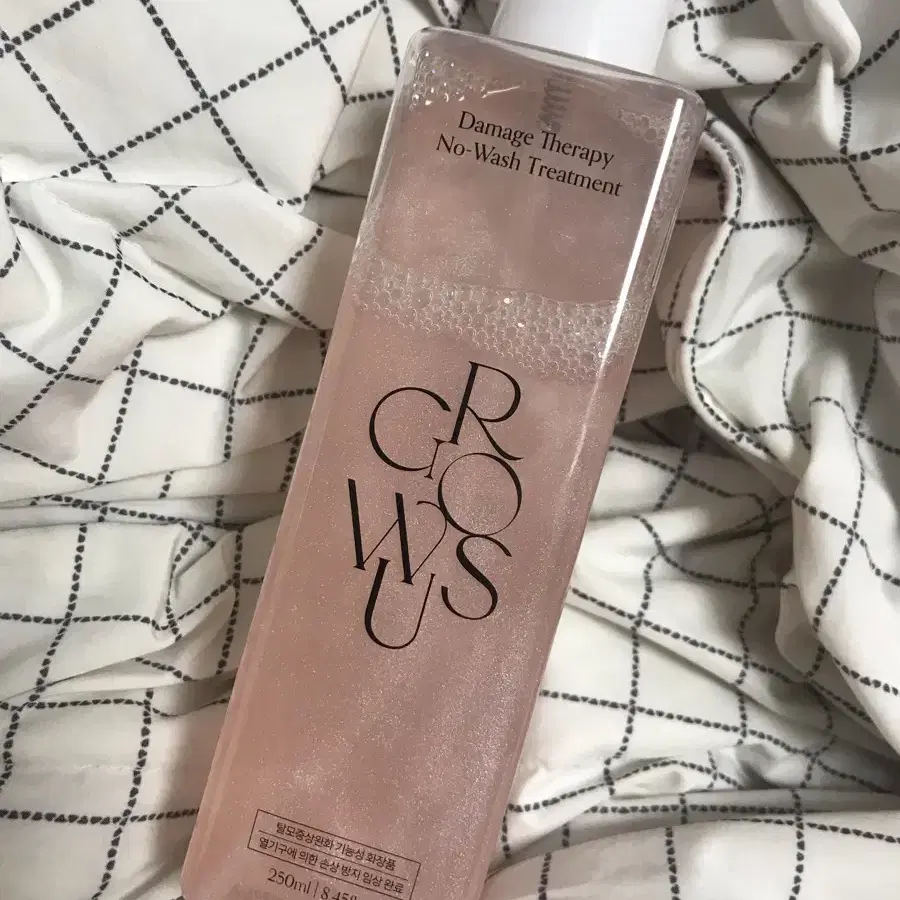 Damage Therapy
No-Wash Treatment
GROWUS
탈모증상완화 기능성 화장품
열기구에 의한 손상 방지 임상 완료
250ml | 8.45fl